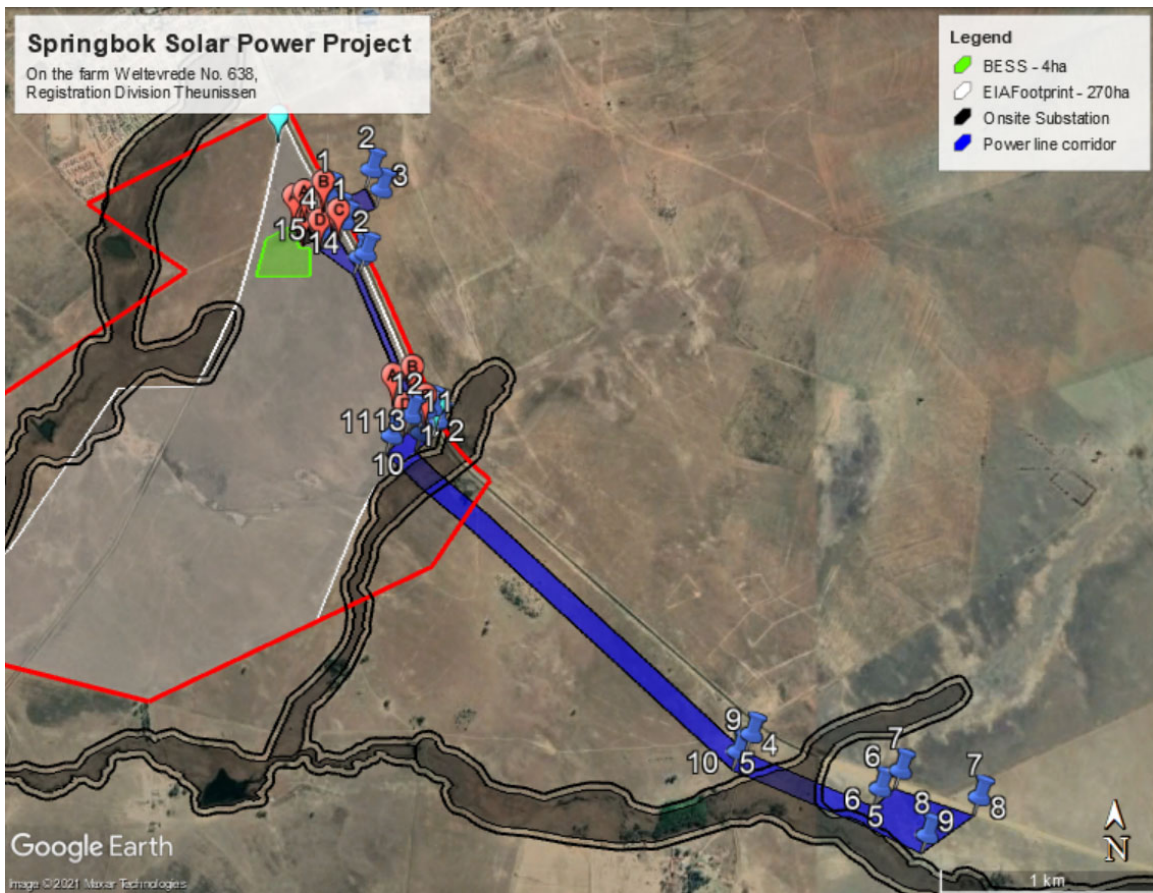 Springbok Solar Power Project
On the farm Weltevrede No. 638,
Registration Division Theunissen
Legend
BESS - 4ha
EIAFootprint - 270ha
Onsite Substation
Power line corridor
2
1
3
B
A
4
1
C
D
2
15
14
B
A
12
11
11
13
1
2
10
9
4
10
5
7
6
7
6
8
8
5
9
N
Google Earth
Image © 2021 Maxar Technologies
1 km